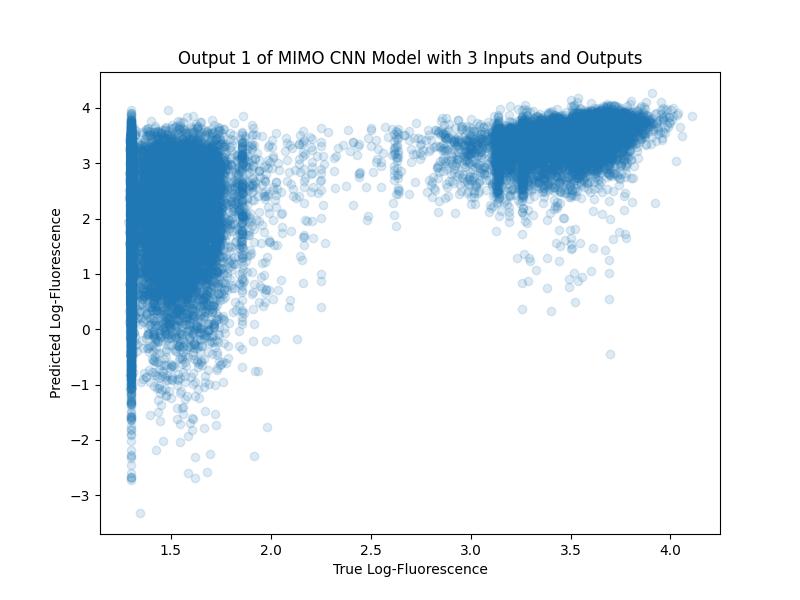 Output 1 of MIMO CNN Model with 3 Inputs and Outputs
Predicted Log-Fluorescence
4
3
2
1
0
−1
−2
−3
1.5 2.0 2.5 3.0 3.5 4.0
True Log-Fluorescence